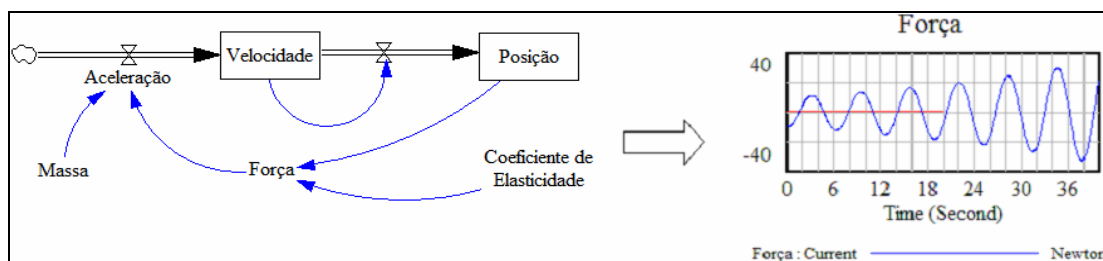 Velocidade
Posição
Aceleração
Massa
Força
Coeficiente de
Elasticidade
Força
40
-40
0 6 12 18 24 30 36
Time (Second)
Força : Current Newton